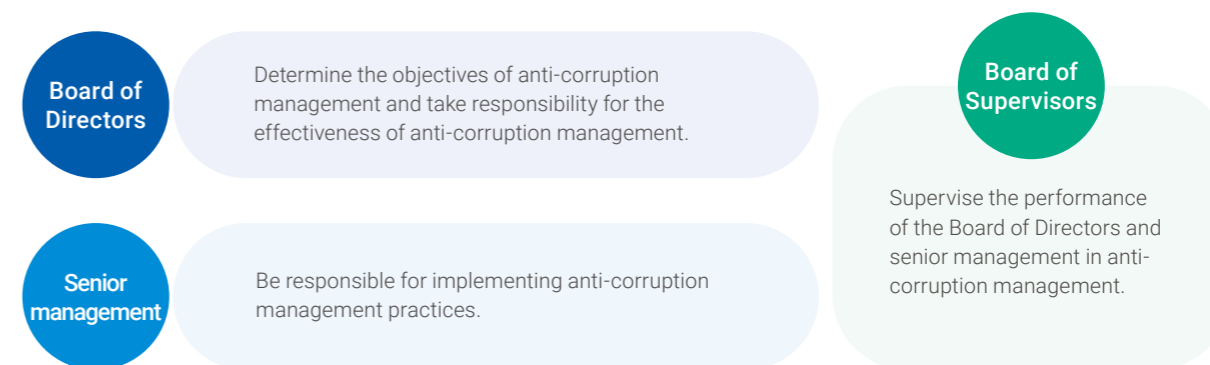 Board of
Directors
Determine the objectives of anti-corruption
management and take responsibility for the
effectiveness of anti-corruption management.
Senior
management
Be responsible for implementing anti-corruption
management practices.
Board of
Supervisors
Supervise the performance
of the Board of Directors and
senior management in anti-
corruption management.